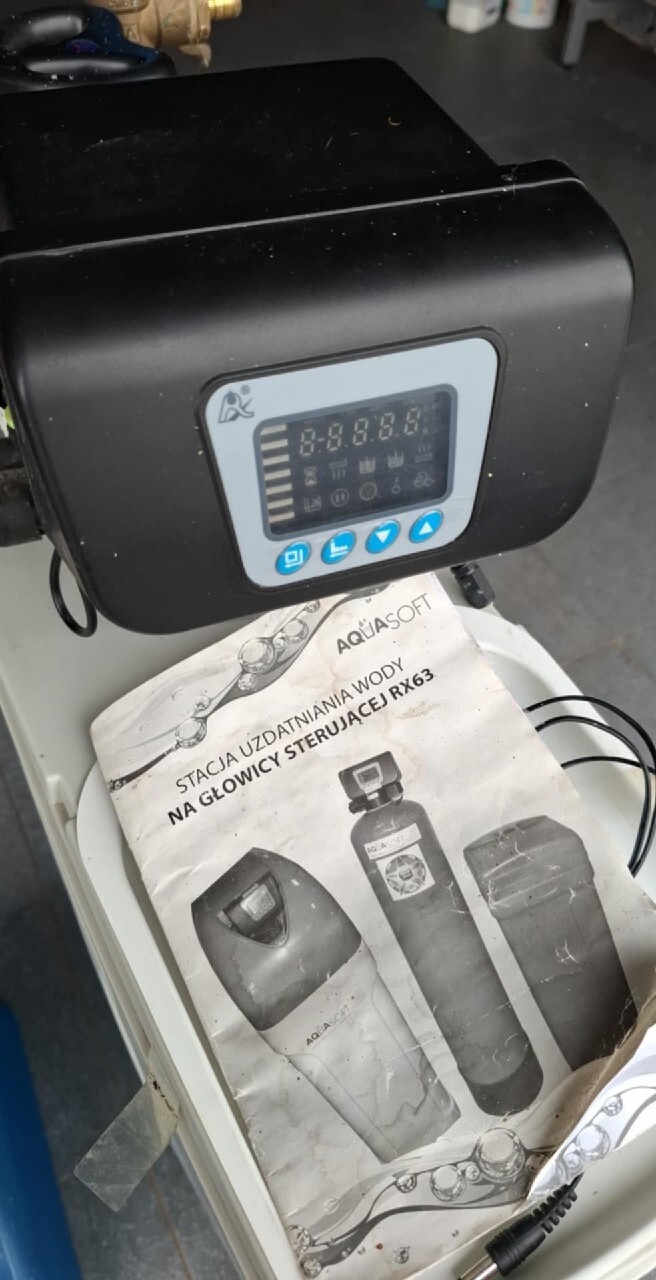 AQUASOFT
STACJA UZDATNIANIA WODY
NA GŁOWICY STERUJĄCEJ RX63
AQUASOFT
AQUASOFT